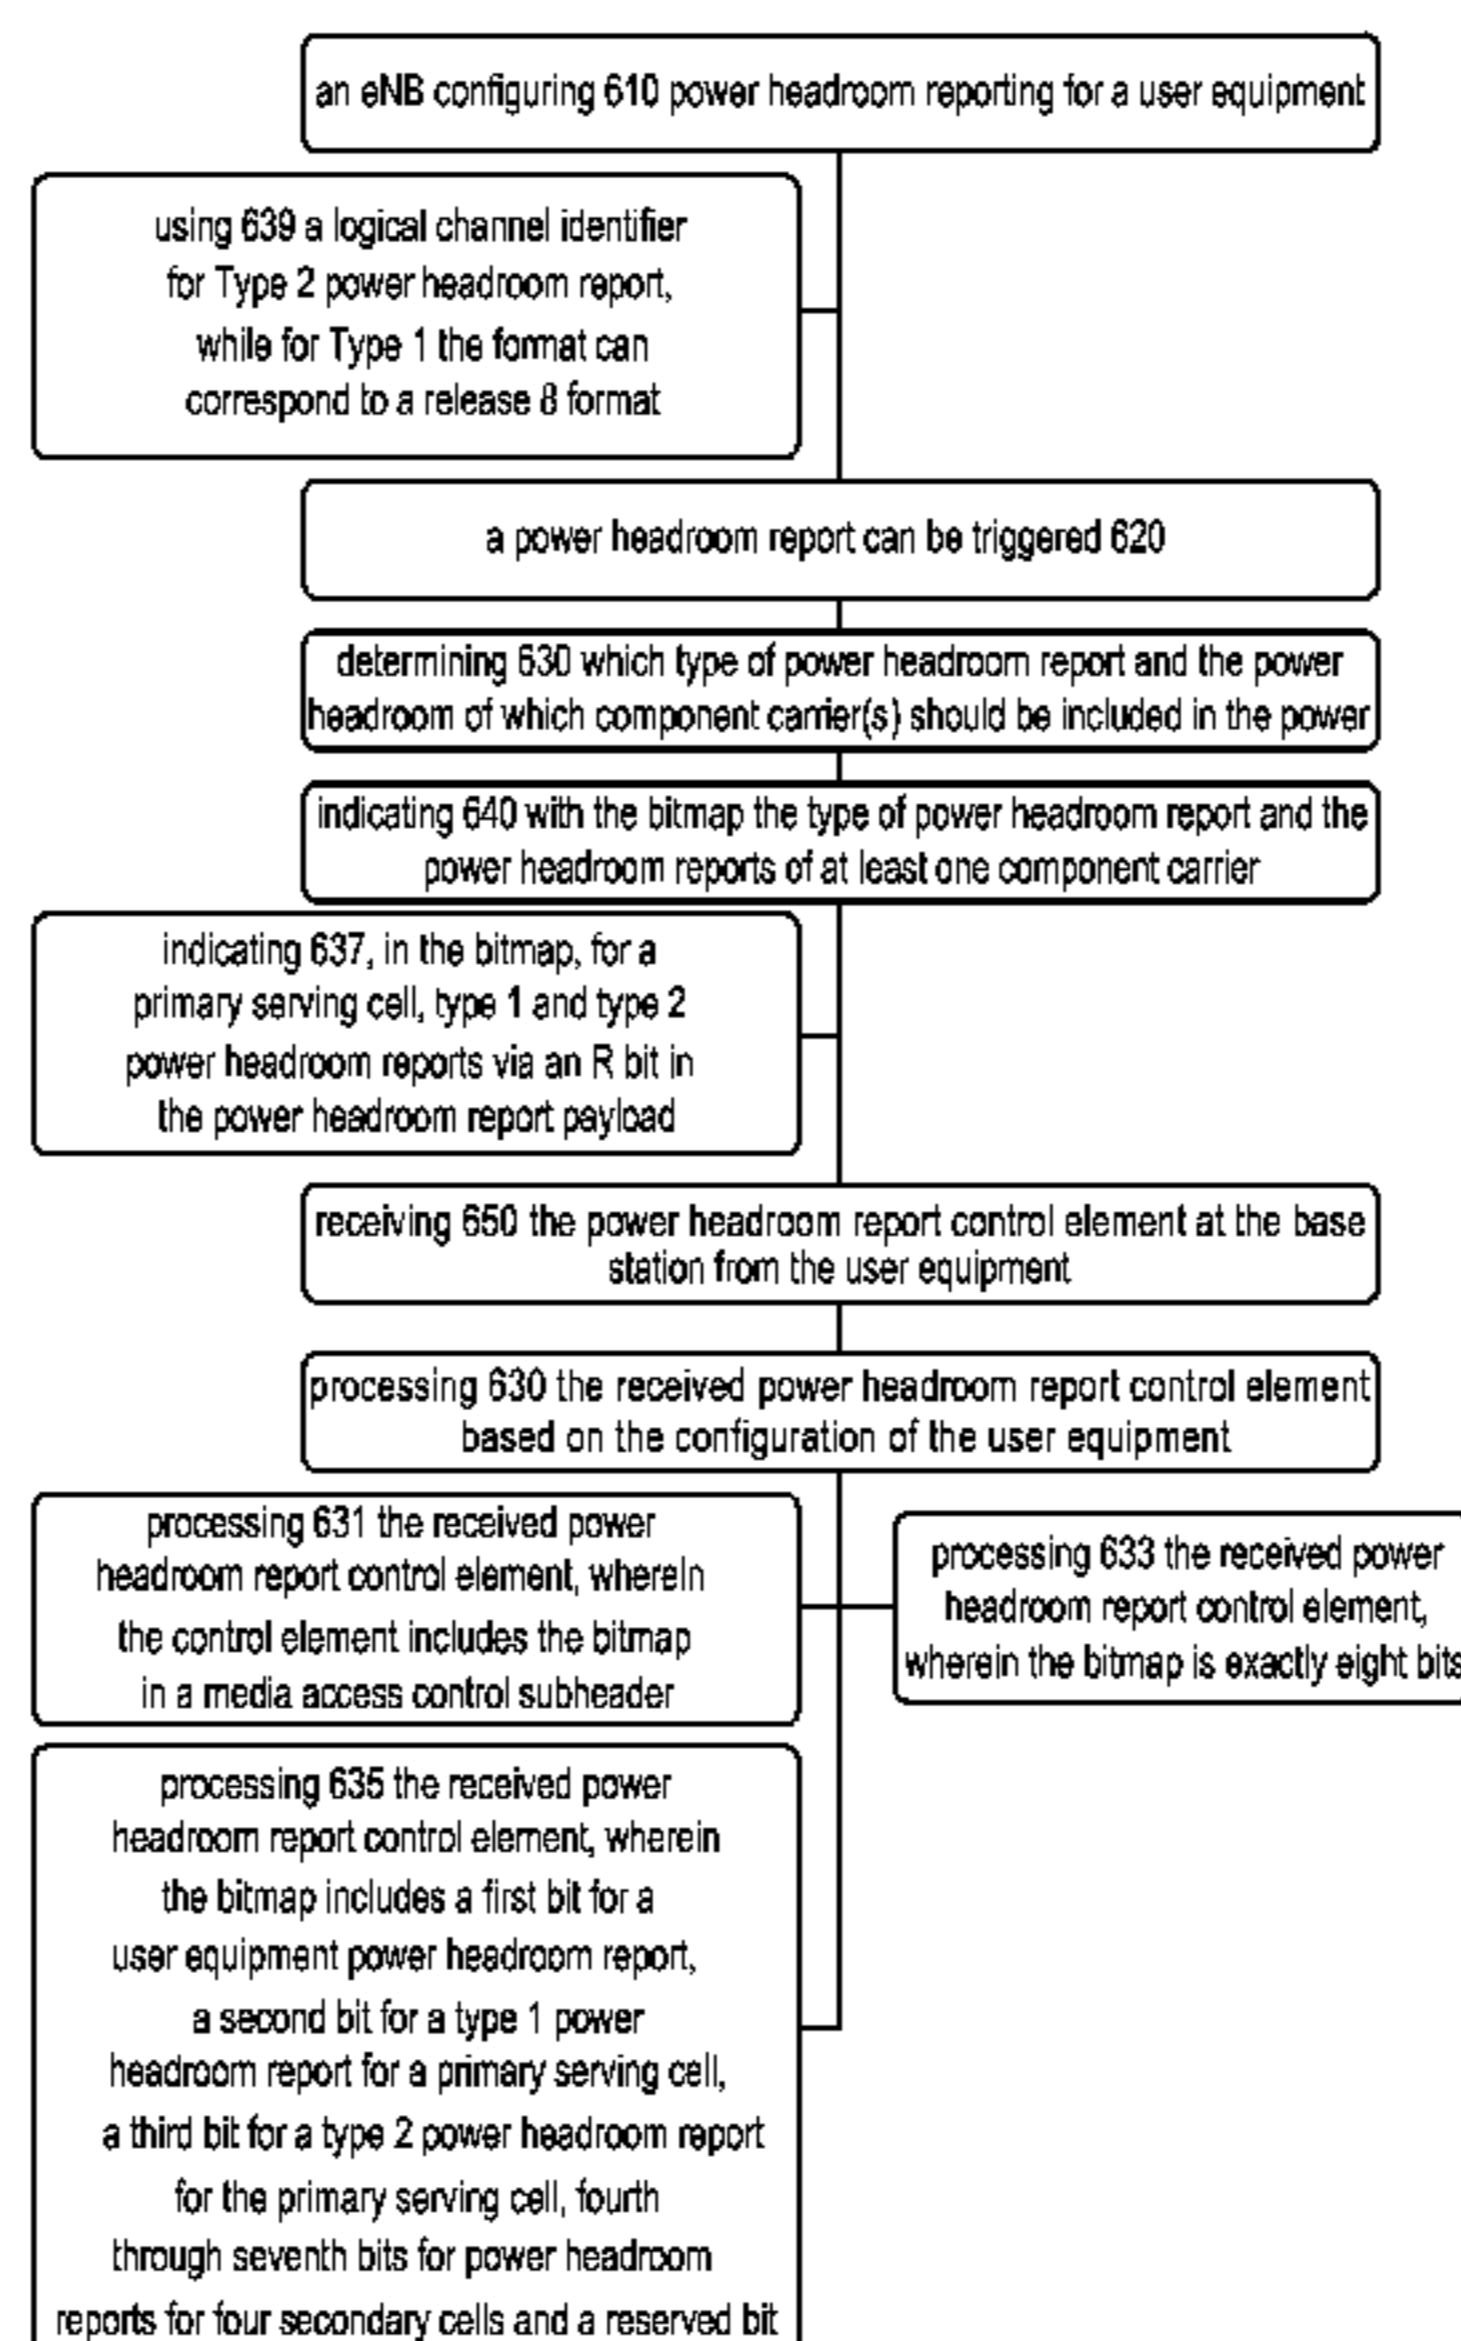 an eNB configuring 610 power headroom reporting for a user equipment
using 639 a logical channel identifier
for Type 2 power headroom report,
while for Type 1 the format can
correspond to a release 8 format
a power headroom report can be triggered 620
determining 630 which type of power headroom report and the power
headroom of which component carrier(s) should be included in the power
indicating 640 with the bitmap the type of power headroom report and the
power headroom reports of at least one component carrier
indicating 637, in the bitmap, for a
primary serving cell, type 1 and type 2
power headroom reports via an R bit in
the power headroom report payload
receiving 650 the power headroom report control element at the base
station from the user equipment
processing 630 the received power headroom report control element
based on the configuration of the user equipment
processing 631 the received power
headroom report control element, wherein
the control element includes the bitmap
in a media access control subheader
processing 633 the received power
headroom report control element,
wherein the bitmap is exactly eight bits
processing 635 the received power
headroom report control element, wherein
the bitmap includes a first bit for a
user equipment power headroom report,
a second bit for a type 1 power
headroom report for a primary serving cell,
a third bit for a type 2 power headroom report
for the primary serving cell, fourth
through seventh bits for power headroom
reports for four secondary cells and a reserved bit